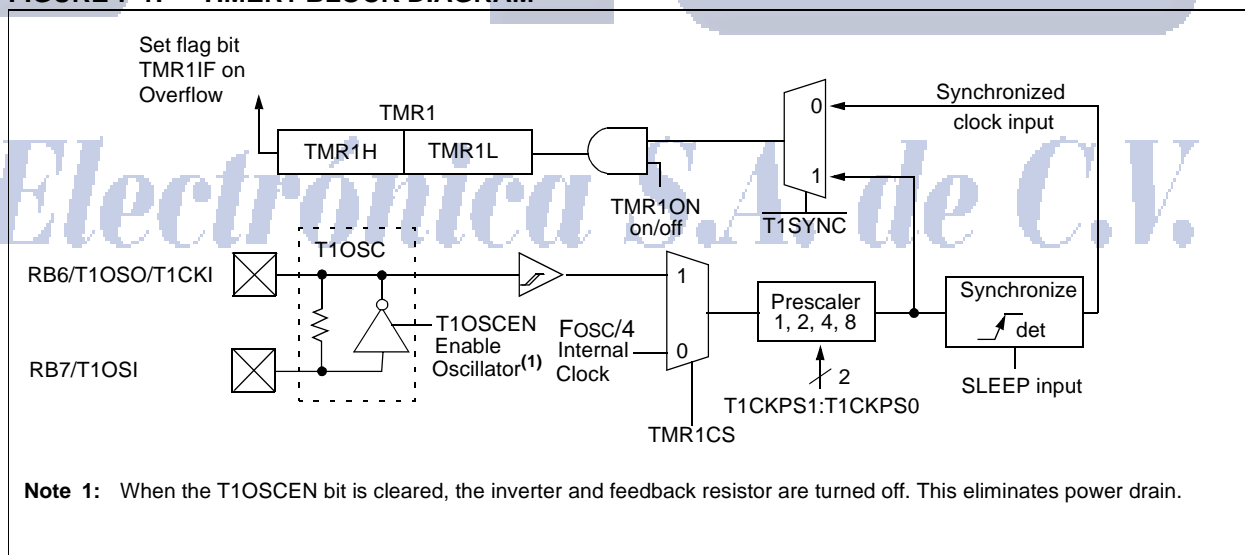 FIGURE 7-1: TIMER1 BLOCK DIAGRAM
Set flag bit
TMR1IF on
Overflow
TMR1
TMR1H
TMR1L
0
1
Synchronized
clock input
TMR1ON
on/off
T1SYNC
Electrónica S.A. de C.V.
T1OSC
RB6/T1OSO/T1CKI
RB7/T1OSI
T1OSCEN
Enable
Oscillator(1)
FOSC/4
Internal
Clock
1
0
TMR1CS
Prescaler
1, 2, 4, 8
2
T1CKPS1:T1CKPS0
Synchronize
det
SLEEP input
Note 1: When the T1OSCEN bit is cleared, the inverter and feedback resistor are turned off. This eliminates power drain.